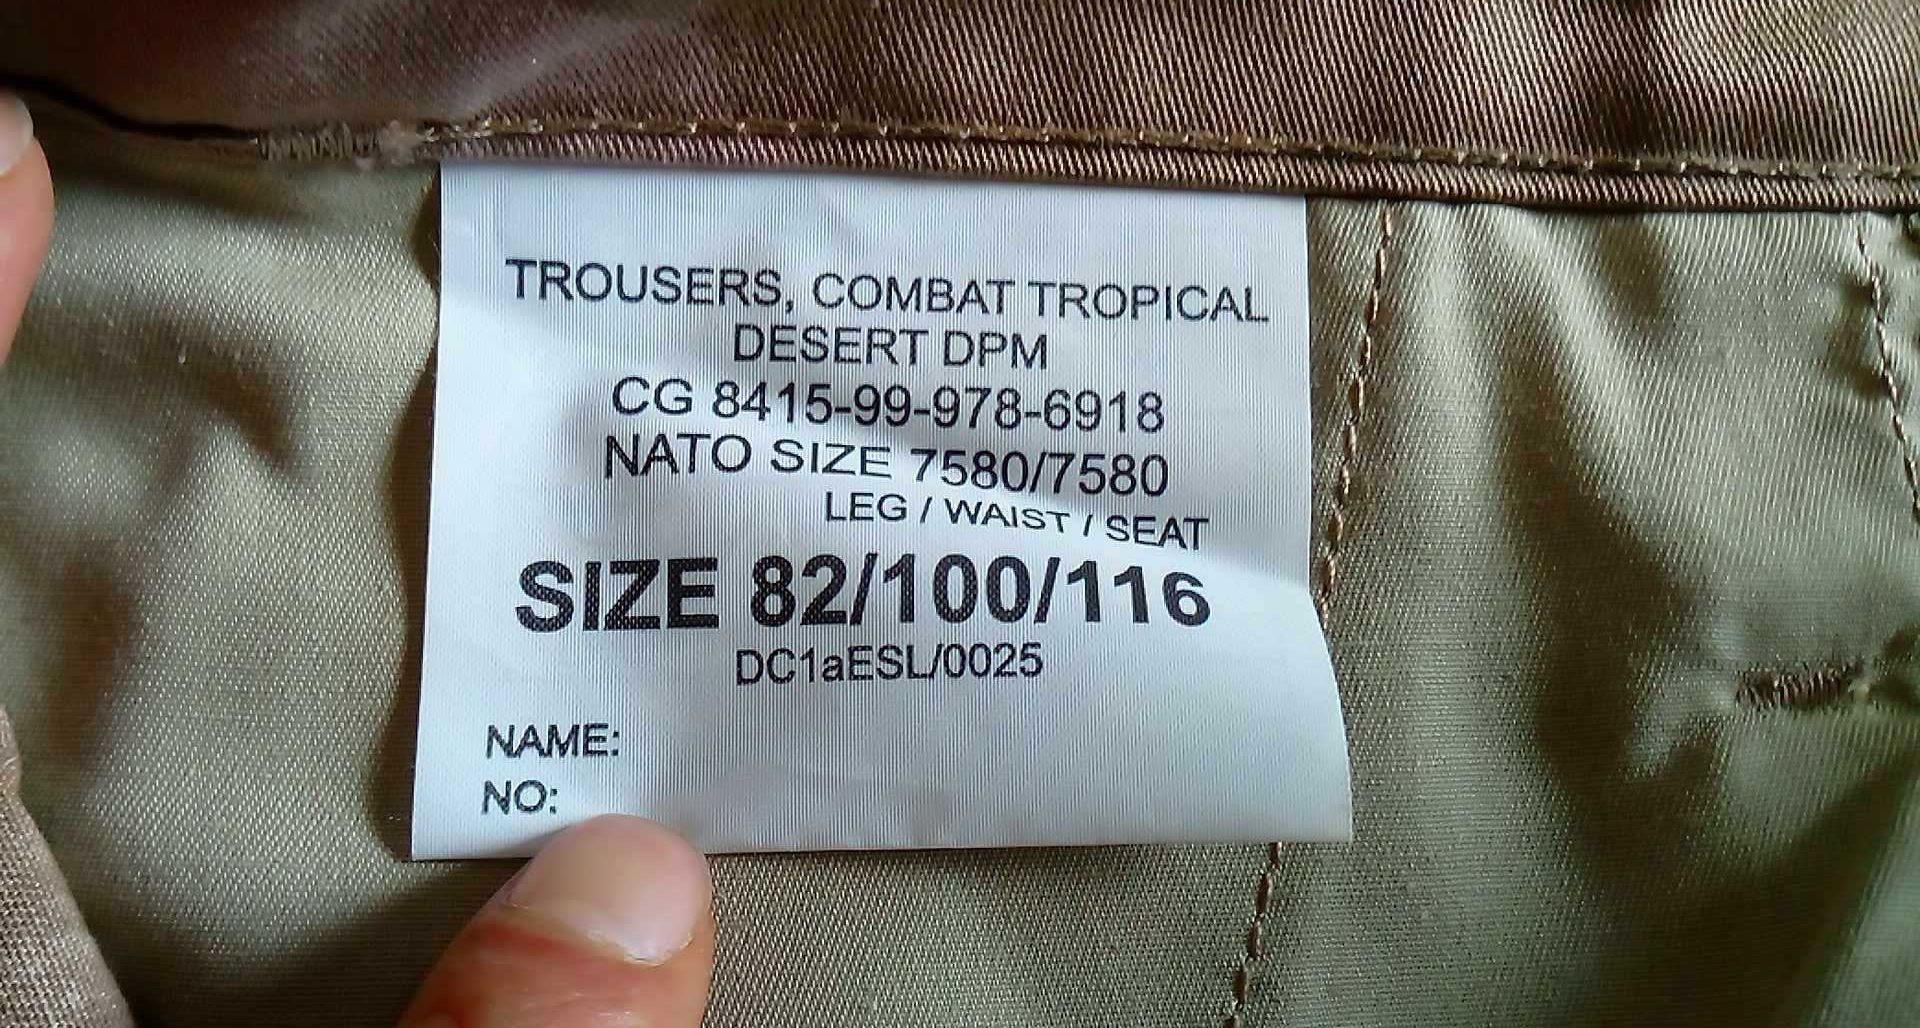 TROUSERS, COMBAT TROPICAL
DESERT DPM
CG 8415-99-978-6918
NATO SIZE 7580/7580
LEG / WAIST / SEAT
SIZE 82/100/116
DC1aESL/0025
NAME:
NO: